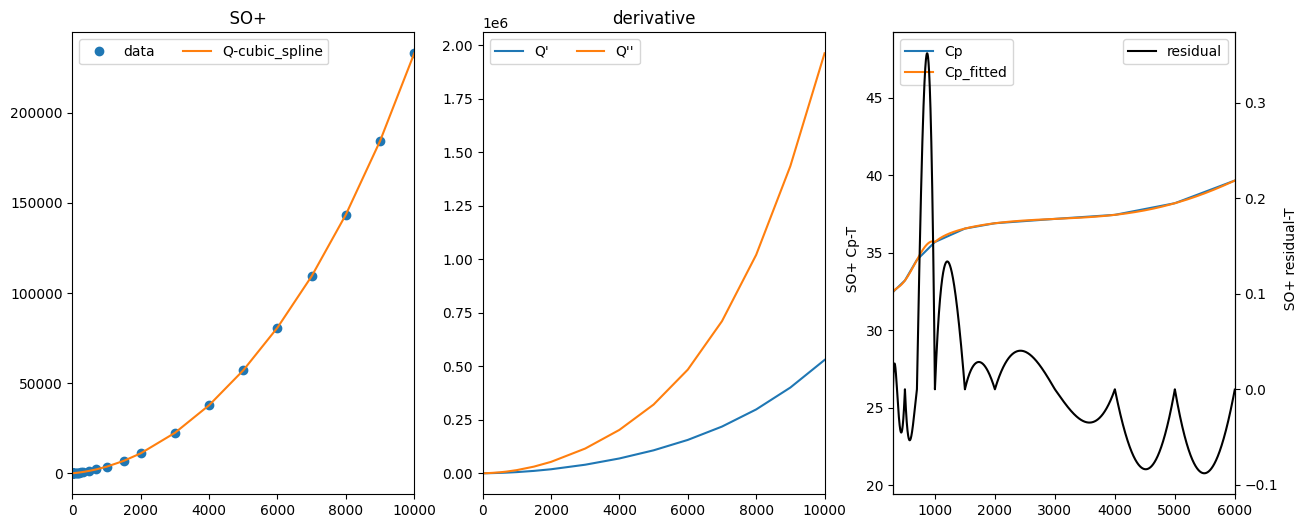 SO+
data
Q-cubic_spline
0
50000
100000
150000
200000
0 2000 4000 6000 8000 10000
derivative
1e6
Q'
Q''
0.00
0.25
0.50
0.75
1.00
1.25
1.50
1.75
2.00
0 2000 4000 6000 8000 10000
Cp
Cp_fitted
residual
SO+ Cp-T
20
25
30
35
40
45
1000 2000 3000 4000 5000 6000
SO+ residual-T
−0.1
0.0
0.1
0.2
0.3